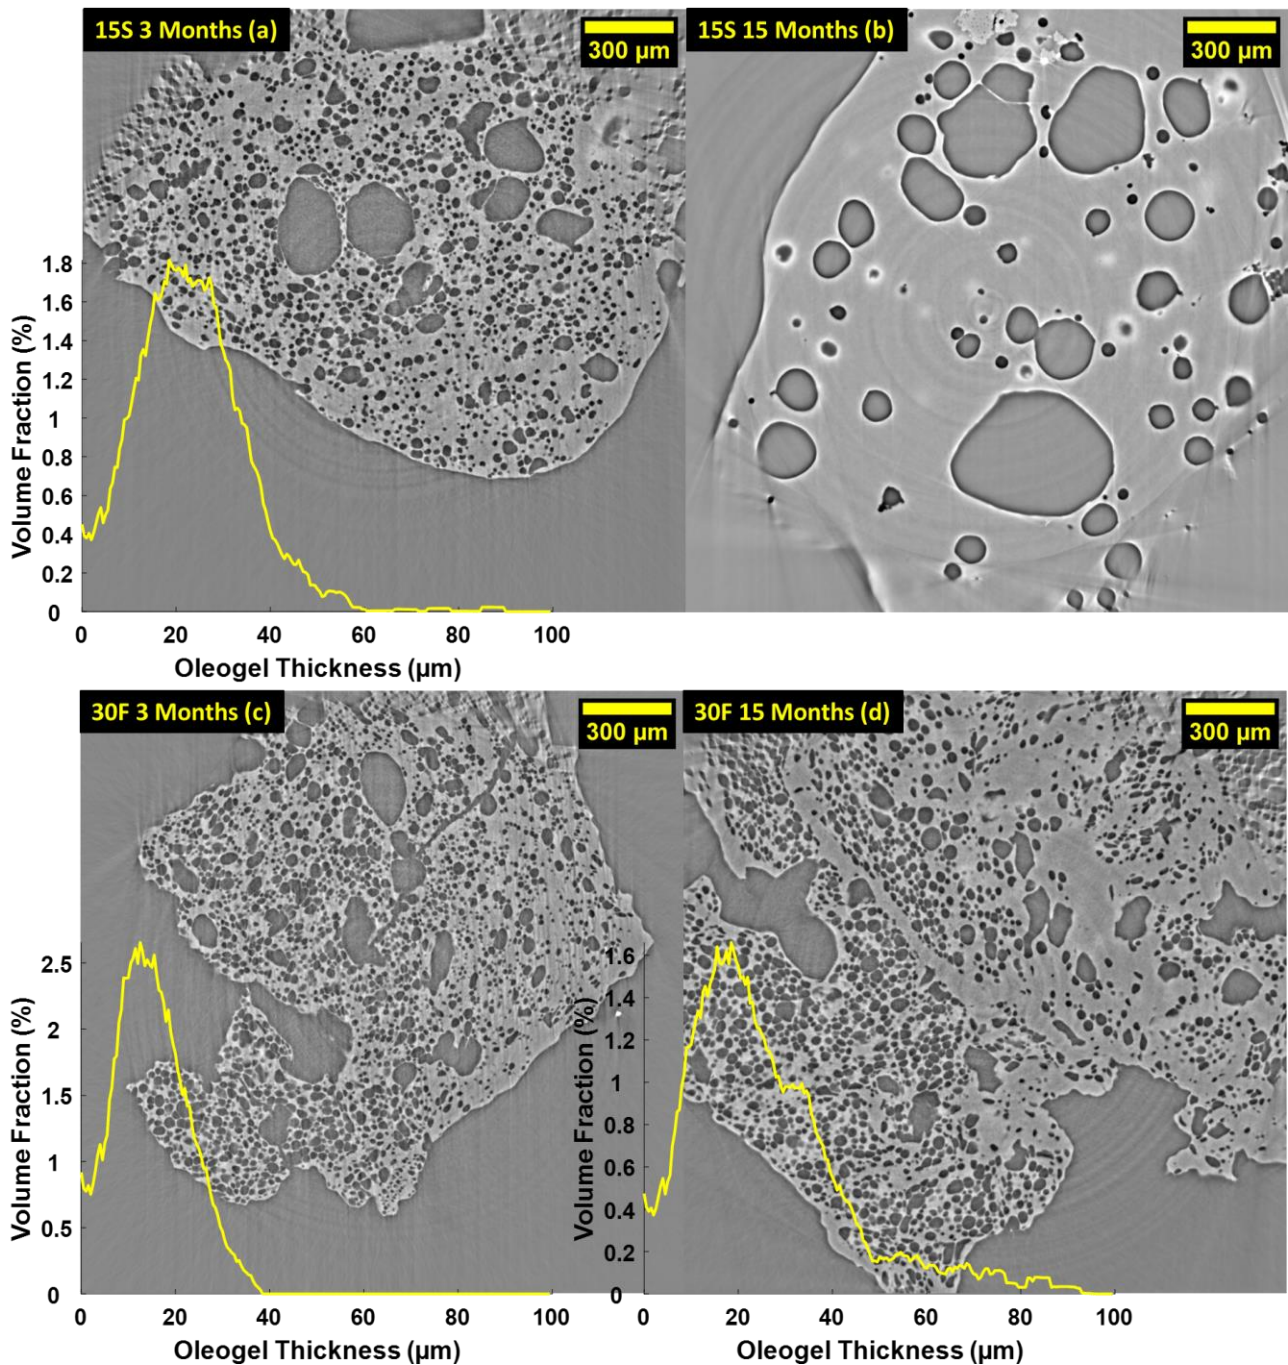 15S 3 Months (a)
300 µm
15S 15 Months (b)
300 µm
Volume Fraction (%)
1.8
1.6
1.4
1.2
1
0.8
0.6
0.4
0.2
0
0 20 40 60 80 100
Oleogel Thickness (µm)
30F 3 Months (c)
300 µm
30F 15 Months (d)
300 µm
Volume Fraction (%)
2.5
2
1.5
1
0.5
0
0 20 40 60 80 100
Oleogel Thickness (µm)
Volume Fraction (%)
1.6
1.4
1.2
1
0.8
0.6
0.4
0.2
0
0 20 40 60 80 100
Oleogel Thickness (µm)